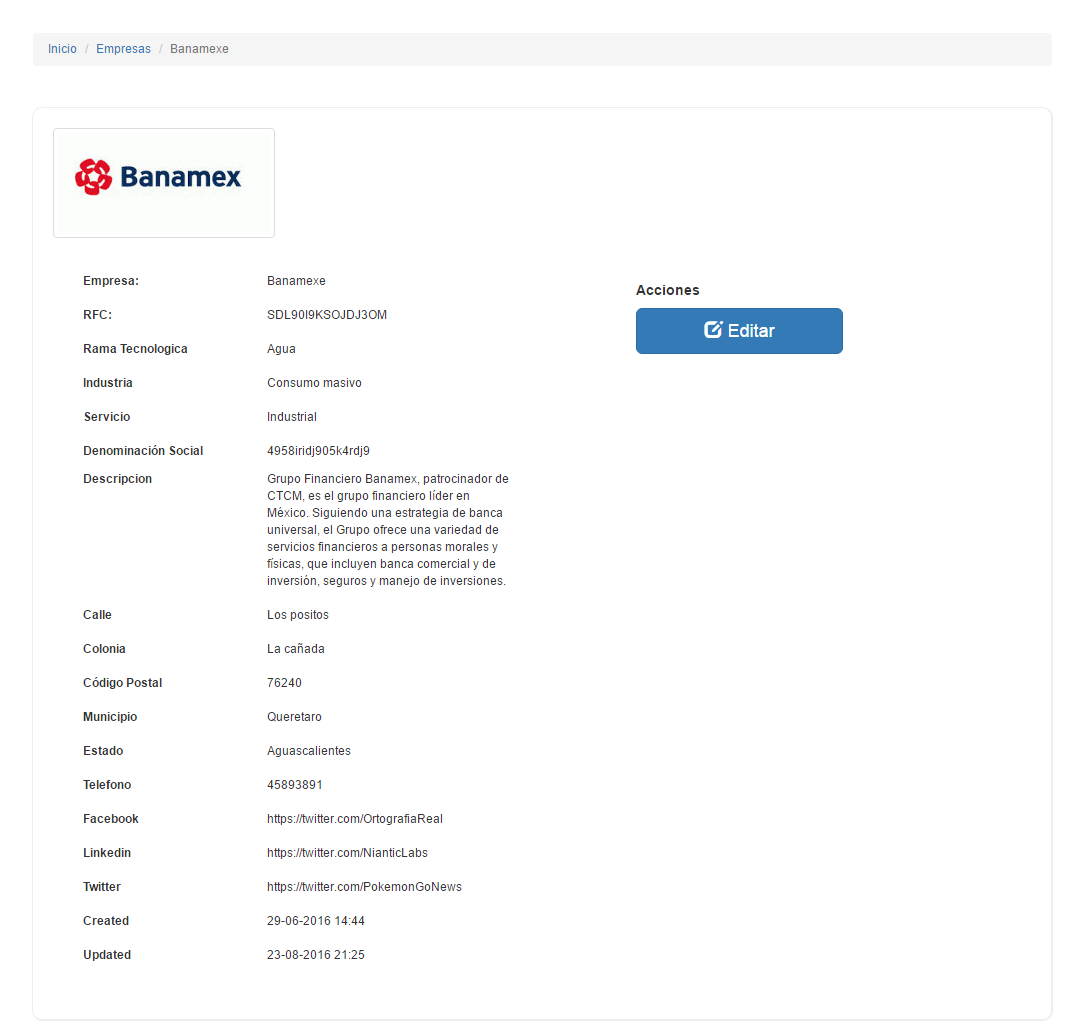 Inicio / Empresas / Banamexe
Banamex
Empresa: Banamexe
RFC: SDL90I9KSOJDJ3OM
Rama Tecnologica Agua
Industria Consumo masivo
Servicio Industrial
Denominación Social 4958iridj905k4rdj9
Descripcion Grupo Financiero Banamex, patrocinador de
CTCM, es el grupo financiero líder en
México. Siguiendo una estrategia de banca
universal, el Grupo ofrece una variedad de
servicios financieros a personas morales y
físicas, que incluyen banca comercial y de
inversión, seguros y manejo de inversiones.
Calle Los positos
Colonia La cañada
Código Postal 76240
Municipio Queretaro
Estado Aguascalientes
Telefono 45893891
Facebook https://twitter.com/OrtografiaReal
Linkedin https://twitter.com/NianticLabs
Twitter https://twitter.com/PokemonGoNews
Created 29-06-2016 14:44
Updated 23-08-2016 21:25
Acciones
Editar